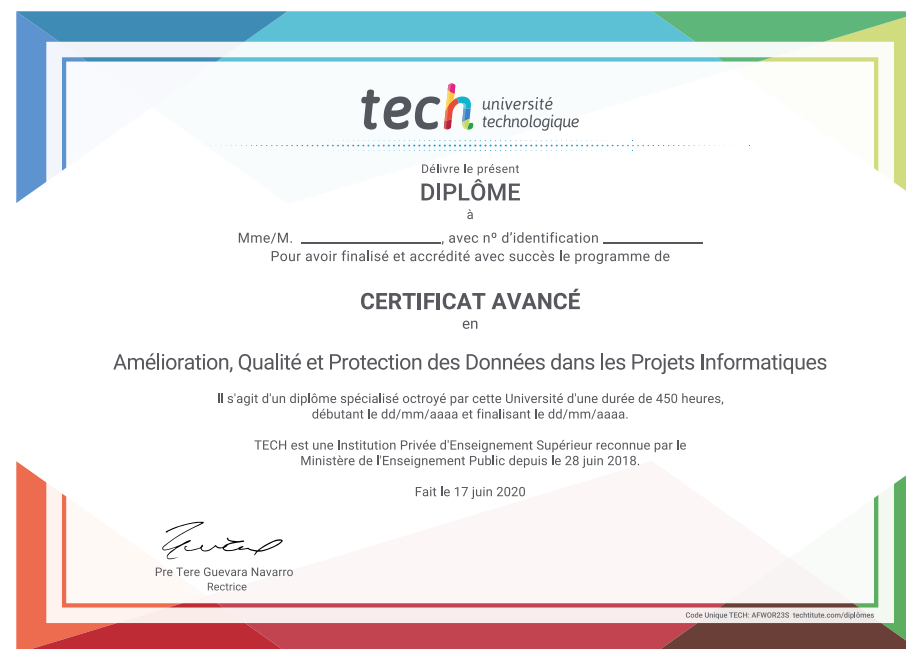 tech université
technologique
Délivre le présent
DIPLÔME
à
Mme/M. ____________________, avec nº d'identification ______________
Pour avoir finalisé et accrédité avec succès le programme de
CERTIFICAT AVANCÉ
en
Amélioration, Qualité et Protection des Données dans les Projets Informatiques
Il s'agit d'un diplôme spécialisé octroyé par cette Université d'une durée de 450 heures,
débutant le dd/mm/aaaa et finalisant le dd/mm/aaaa.
TECH est une Institution Privée d'Enseignement Supérieur reconnue par le
Ministère de l'Enseignement Public depuis le 28 juin 2018.
Fait le 17 juin 2020
Pre Tere Guevara Navarro
Rectrice
Code Unique TECH: AFWOR23S techtitute.com/diplômes